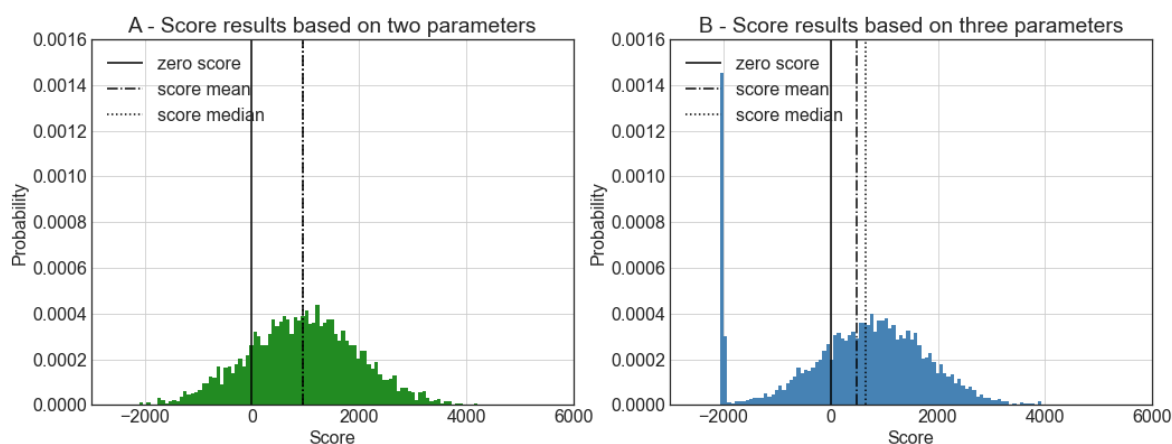 A - Score results based on two parameters
0.0016
0.0014
0.0012
0.0010
0.0008
0.0006
0.0004
0.0002
0.0000
Probability
zero score
score mean
score median
−2000 0 2000 4000 6000
Score
B - Score results based on three parameters
0.0016
0.0014
0.0012
0.0010
0.0008
0.0006
0.0004
0.0002
0.0000
Probability
zero score
score mean
score median
−2000 0 2000 4000 6000
Score